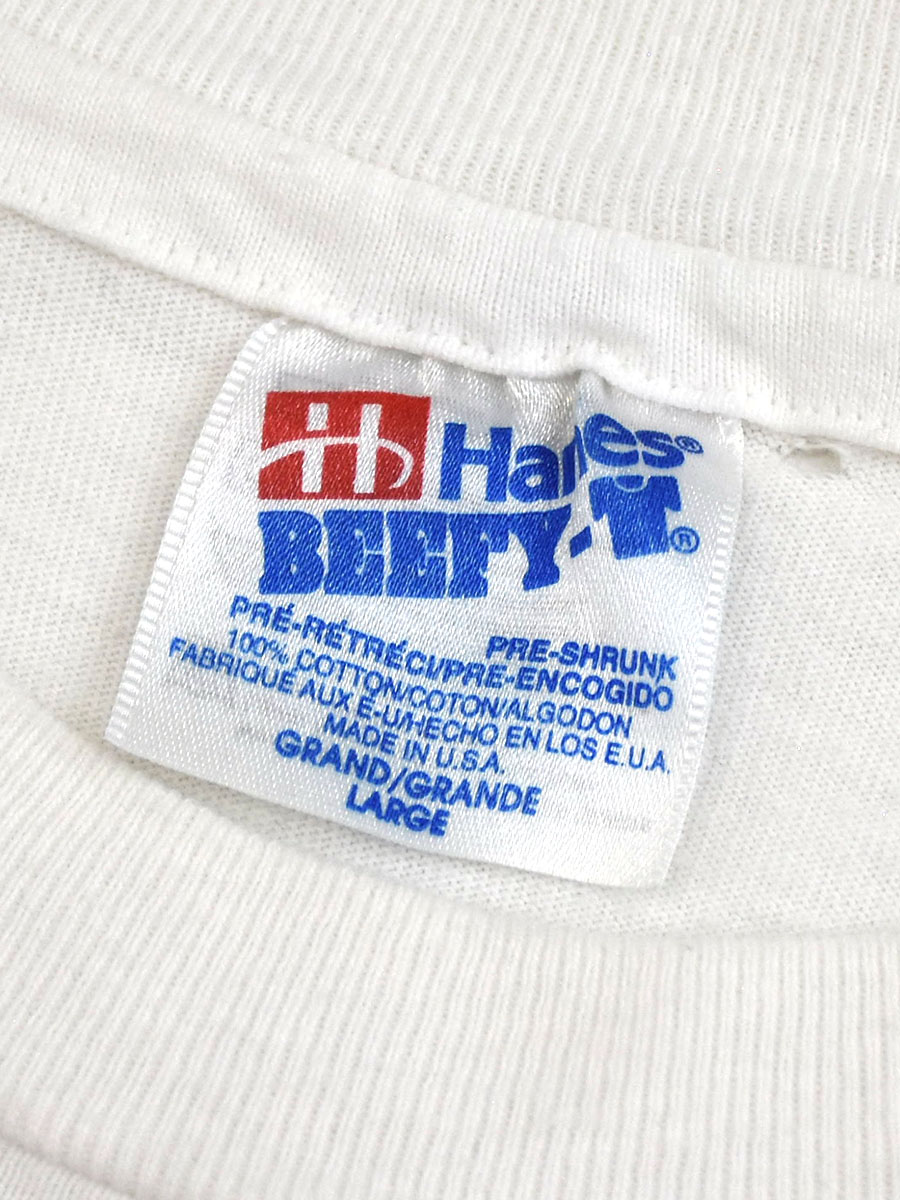 H Hanes®
BEEFY-T®
PRE-SHRUNK
PRÉ-RÉTRÉCI/PRE-ENCOGIDO
100% COTTON/COTON/ALGODON
FABRIQUE AUX E-U/HECHO EN LOS E.U.A.
MADE IN U.S.A.
GRAND/GRANDE
LARGE